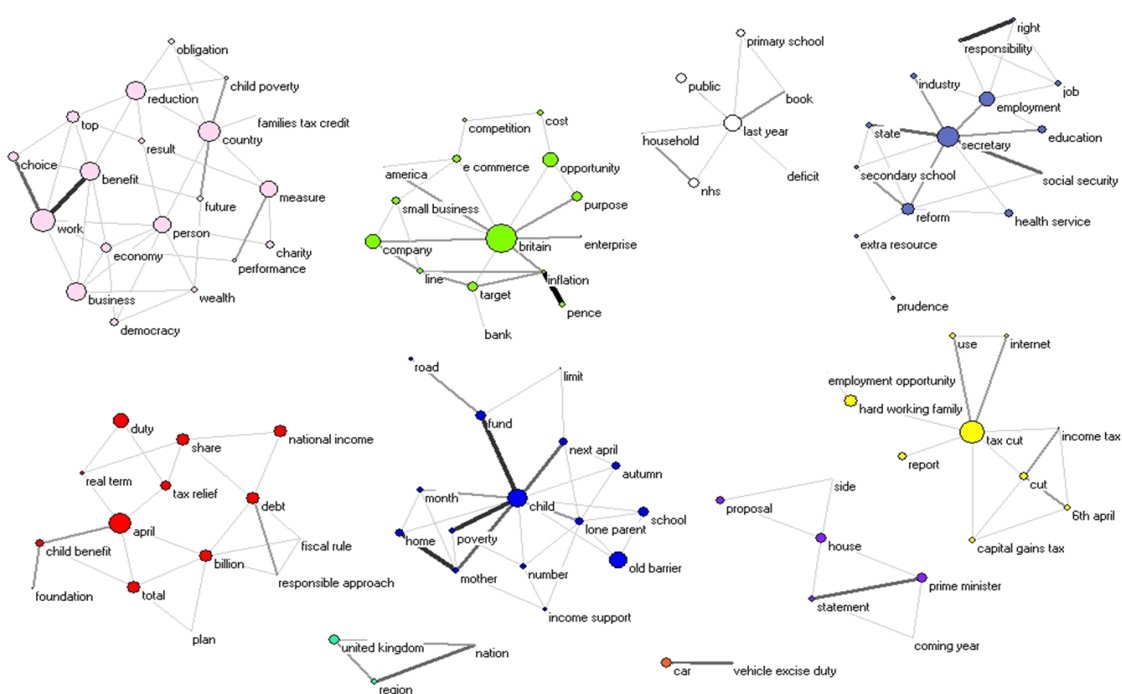 obligation
child poverty
reduction
families tax credit
top
country
result
choice
benefit
measure
future
work
person
charity
economy
performance
business
wealth
democracy
competition
cost
e commerce
opportunity
america
small business
purpose
britain
enterprise
company
line
inflation
target
pence
bank
primary school
public
book
last year
household
nhs
deficit
right
responsibility
industry
job
employment
state
education
secretary
secondary school
social security
reform
health service
extra resource
prudence
duty
share
national income
real term
tax relief
debt
april
child benefit
billion
fiscal rule
responsible approach
foundation
total
plan
road
limit
fund
next april
autumn
month
child
school
home
poverty
lone parent
mother
number
old barrier
income support
use
internet
employment opportunity
hard working family
tax cut
income tax
report
cut
6th april
capital gains tax
side
proposal
house
prime minister
statement
coming year
united kingdom
nation
region
car
vehicle excise duty